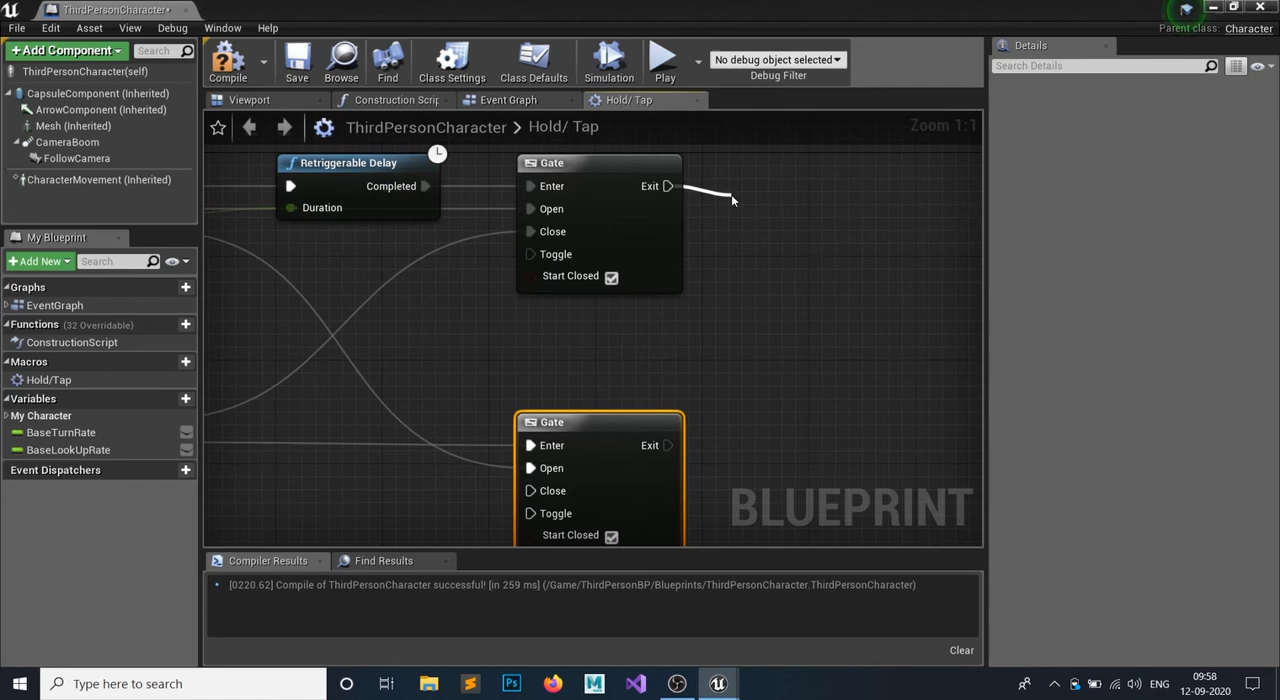 ThirdPersonCharacter*
File Edit Asset View Debug Window Help
Parent class: Character
+Add Component Search
ThirdPersonCharacter(self)
CapsuleComponent (Inherited)
ArrowComponent (Inherited)
Mesh (Inherited)
CameraBoom
FollowCamera
CharacterMovement (Inherited)
Compile Save Browse Find Class Settings Class Defaults Simulation Play
No debug object selected
Debug Filter
Viewport Construction Scrip Event Graph Hold/ Tap
ThirdPersonCharacter > Hold/ Tap
Zoom 1:1
Retriggerable Delay
Completed
Duration
Gate
Enter Exit
Open
Close
Toggle
Start Closed
Gate
Enter Exit
Open
Close
Toggle
Start Closed
BLUEPRINT
My Blueprint
+Add New Search
Graphs
EventGraph
Functions (32 Overridable)
ConstructionScript
Macros
Hold/Tap
Variables
My Character
BaseTurnRate
BaseLookUpRate
Event Dispatchers
Details
Search Details
Compiler Results Find Results
[0220.62] Compile of ThirdPersonCharacter successful! [in 259 ms] (/Game/ThirdPersonBP/Blueprints/ThirdPersonCharacter.ThirdPersonCharacter)
Clear
Type here to search
Ps
M
ENG
09:58
12-09-2020